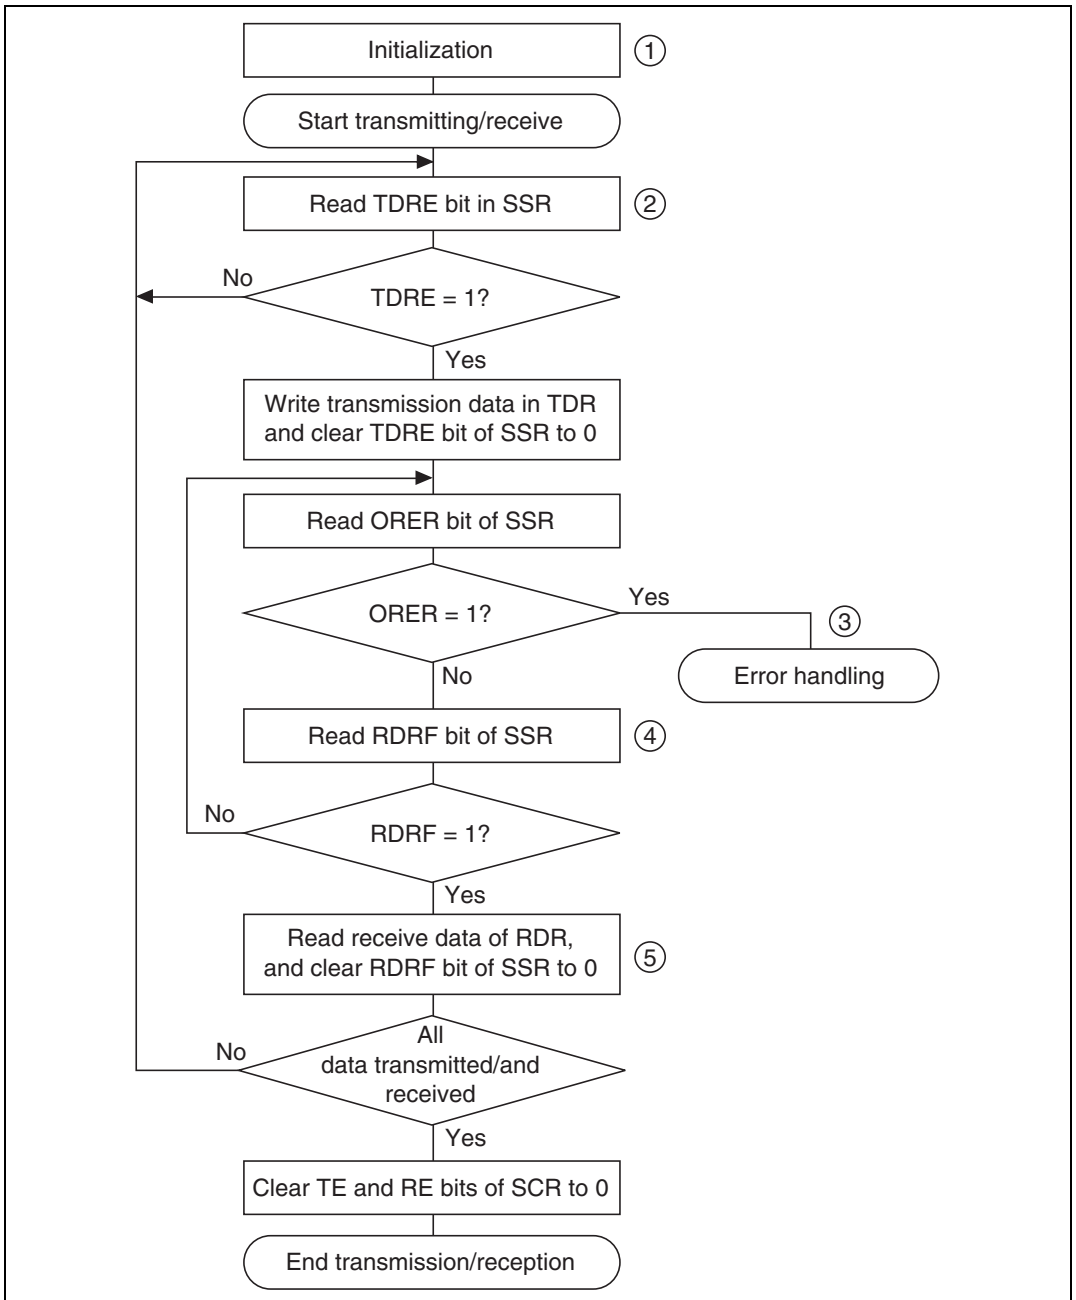 Initialization
①
Start transmitting/receive
Read TDRE bit in SSR
②
No
TDRE = 1?
Yes
Write transmission data in TDR
and clear TDRE bit of SSR to 0
Read ORER bit of SSR
ORER = 1?
Yes
③
Error handling
No
Read RDRF bit of SSR
④
No
RDRF = 1?
Yes
Read receive data of RDR,
and clear RDRF bit of SSR to 0
⑤
No
All
data transmitted/and
received
Yes
Clear TE and RE bits of SCR to 0
End transmission/reception